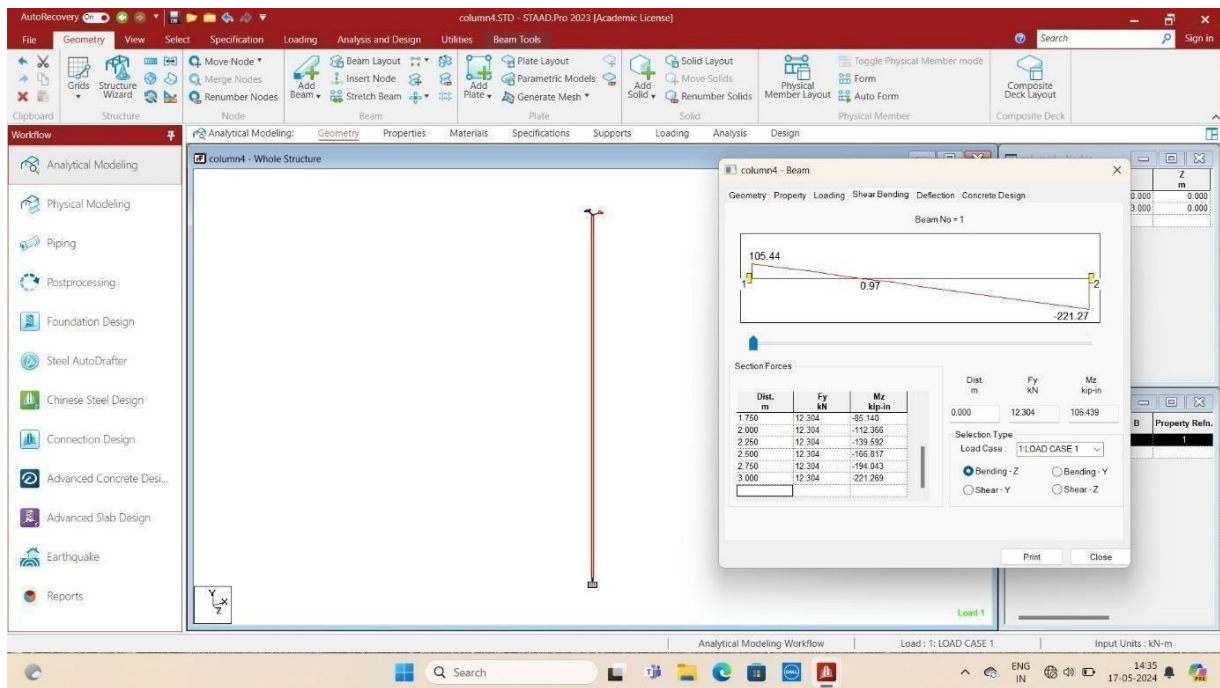 AutoRecovery On column4.STD - STAAD.Pro 2023 [Academic License]
File Geometry View Select Specification Loading Analysis and Design Utilities Beam Tools Search Sign in
Move Node Beam Layout Plate Layout Solid Layout Toggle Physical Member mode
Merge Nodes Insert Node Parametric Models Move Solids Form
Renumber Nodes Stretch Beam Generate Mesh Renumber Solids Auto Form
Grids Structure Wizard Add Beam Add Plate Add Solid Physical Member Layout Composite Deck Layout
Clipboard Structure Node Beam Plate Solid Physical Member Composite Deck
Workflow Analytical Modeling: Geometry Properties Materials Specifications Supports Loading Analysis Design
Analytical Modeling
Physical Modeling
Piping
Postprocessing
Foundation Design
Steel AutoDrafter
Chinese Steel Design
Connection Design
Advanced Concrete Desi...
Advanced Slab Design
Earthquake
Reports
column4 - Whole Structure
Y
X
Z
Load 1
column4 - Beam
Geometry Property Loading Shear Bending Deflection Concrete Design
Beam No = 1
105.44
1 0.97 2
-221.27
Section Forces
Dist. Fy Mz
m kN kip-in
1.750 12.304 -85.140
2.000 12.304 -112.366
2.250 12.304 -139.592
2.500 12.304 -166.817
2.750 12.304 -194.043
3.000 12.304 -221.269
Dist. Fy Mz
m kN kip-in
0.000 12.304 105.439
Selection Type
Load Case : 1:LOAD CASE 1
Bending - Z Bending - Y
Shear - Y Shear - Z
Print Close
Z
m
0.000 0.000
3.000 0.000
B Property Refn.
1
Analytical Modeling Workflow Load : 1: LOAD CASE 1 Input Units : kN-m
Search
ENG
IN
14:35
17-05-2024
PRE